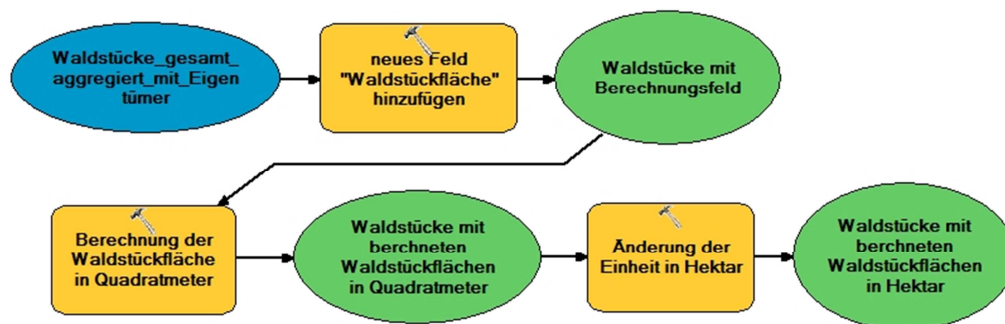 Waldstücke_gesamt_
aggregiert_mit_Eigen
tümer
neues Feld
"Waldstückfläche"
hinzufügen
Waldstücke mit
Berechnungsfeld
Berechnung der
Waldstückfläche
in Quadratmeter
Waldstücke mit
berchneten
Waldstückflächen
in Quadratmeter
Änderung der
Einheit in Hektar
Waldstücke mit
berchneten
Waldstückflächen
in Hektar